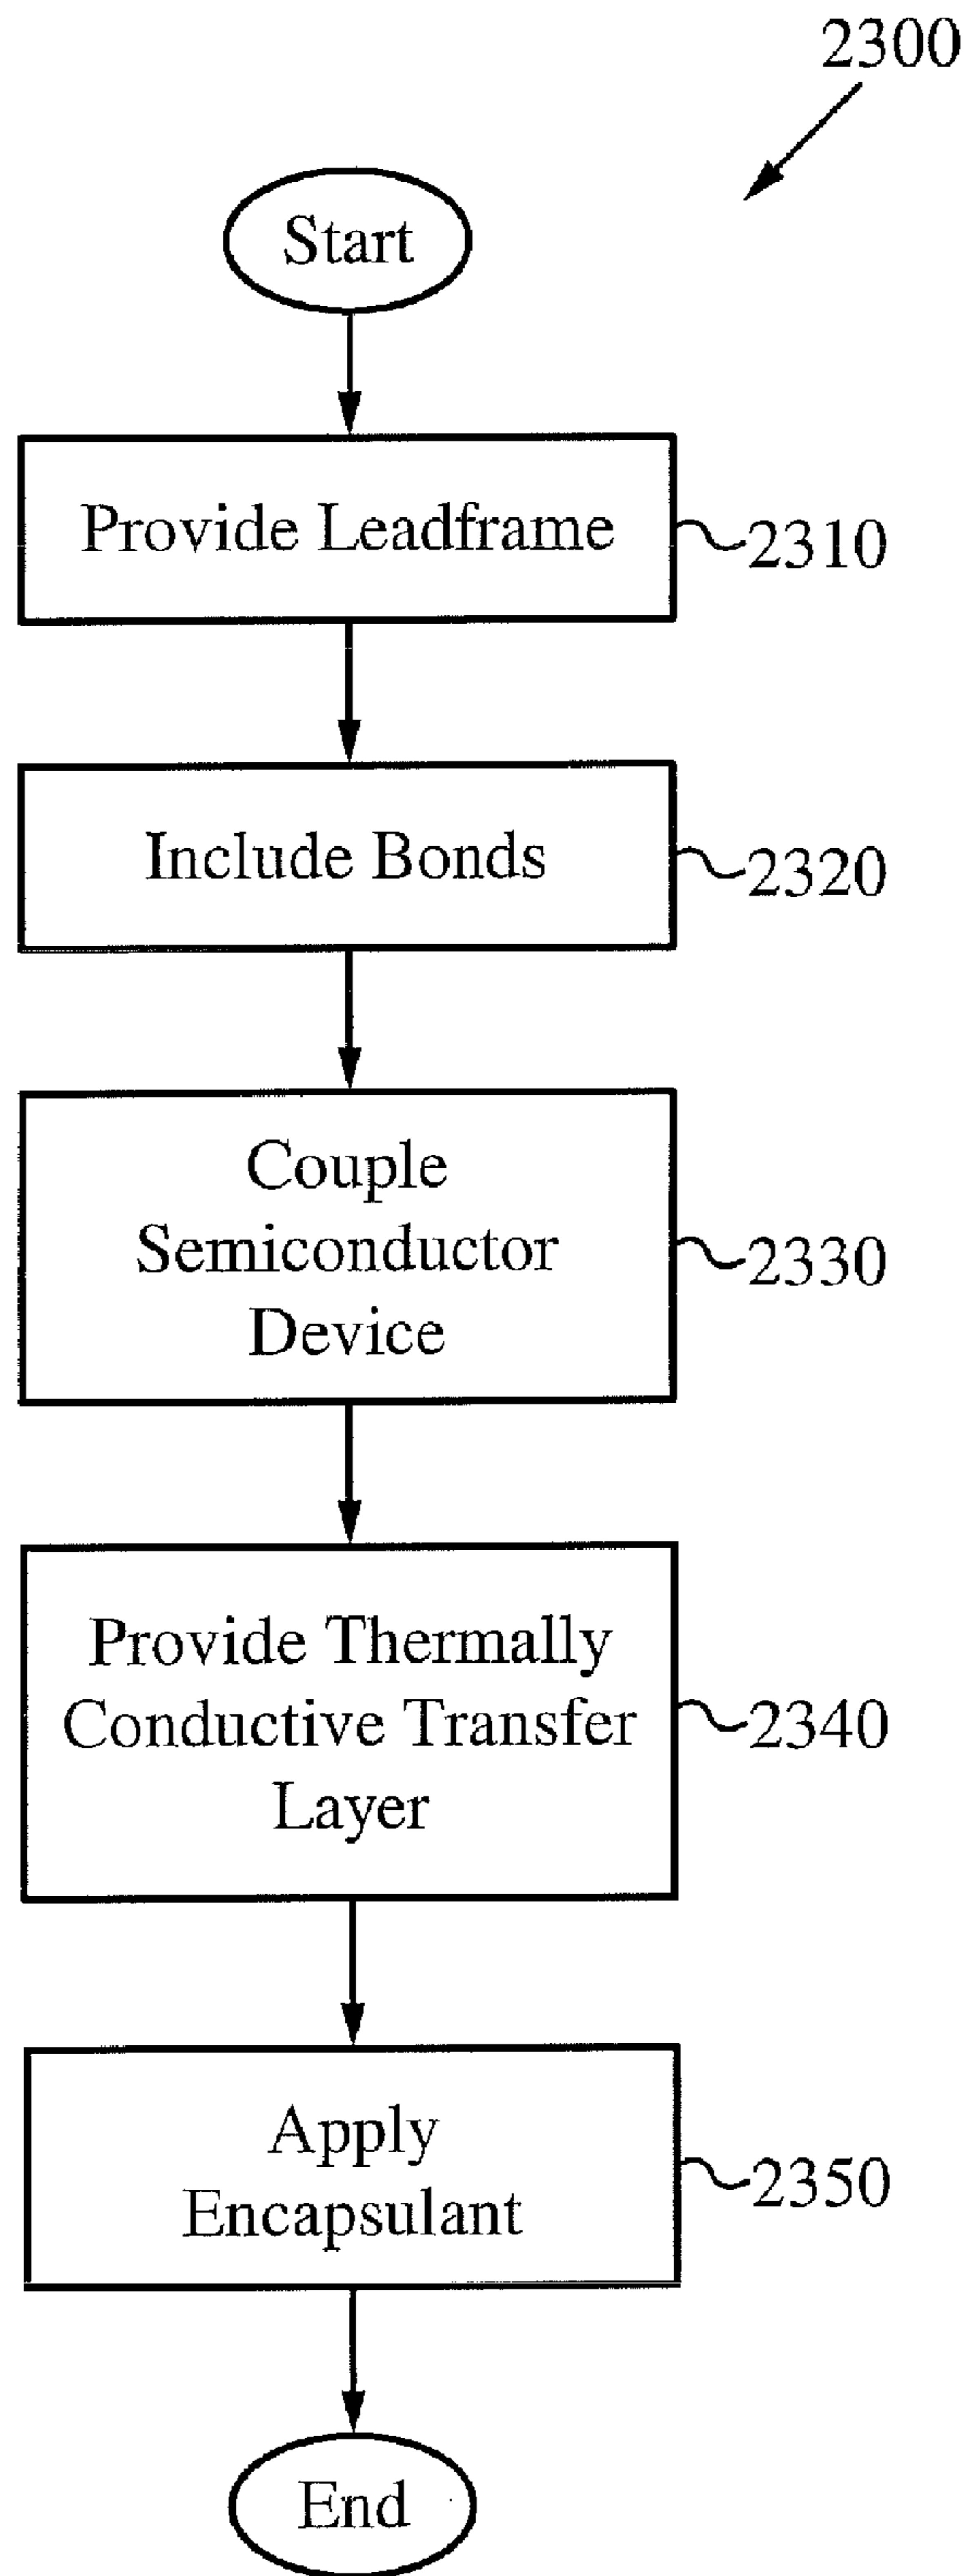 2300
Start
Provide Leadframe
2310
Include Bonds
2320
Couple
Semiconductor
Device
2330
Provide Thermally
Conductive Transfer
Layer
2340
Apply
Encapsulant
2350
End